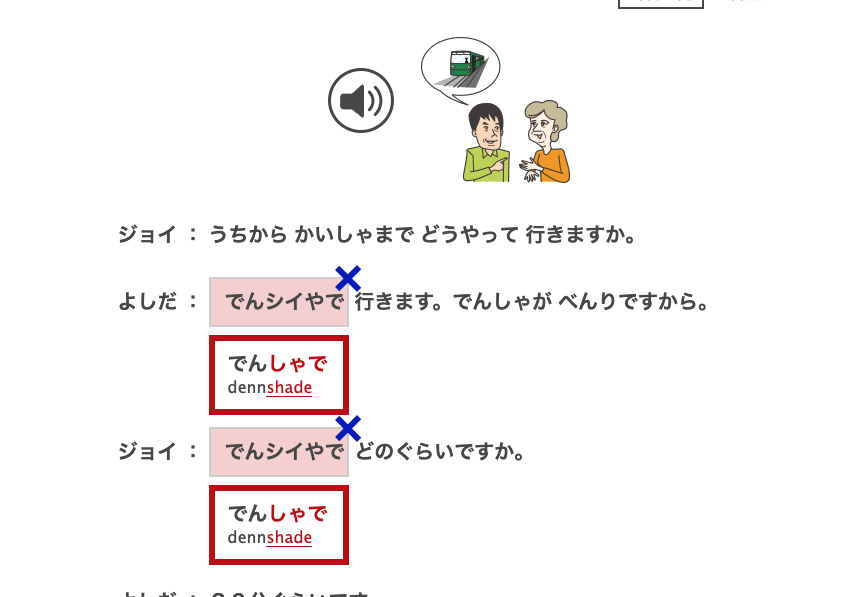 ジョイ ： うちから かいしゃまで どうやって 行きますか。
よしだ ： でんシイやで 行きます。でんしゃが べんりですから。
でんしゃで
dennshade
ジョイ ： でんシイやで どのぐらいですか。
でんしゃで
dennshade